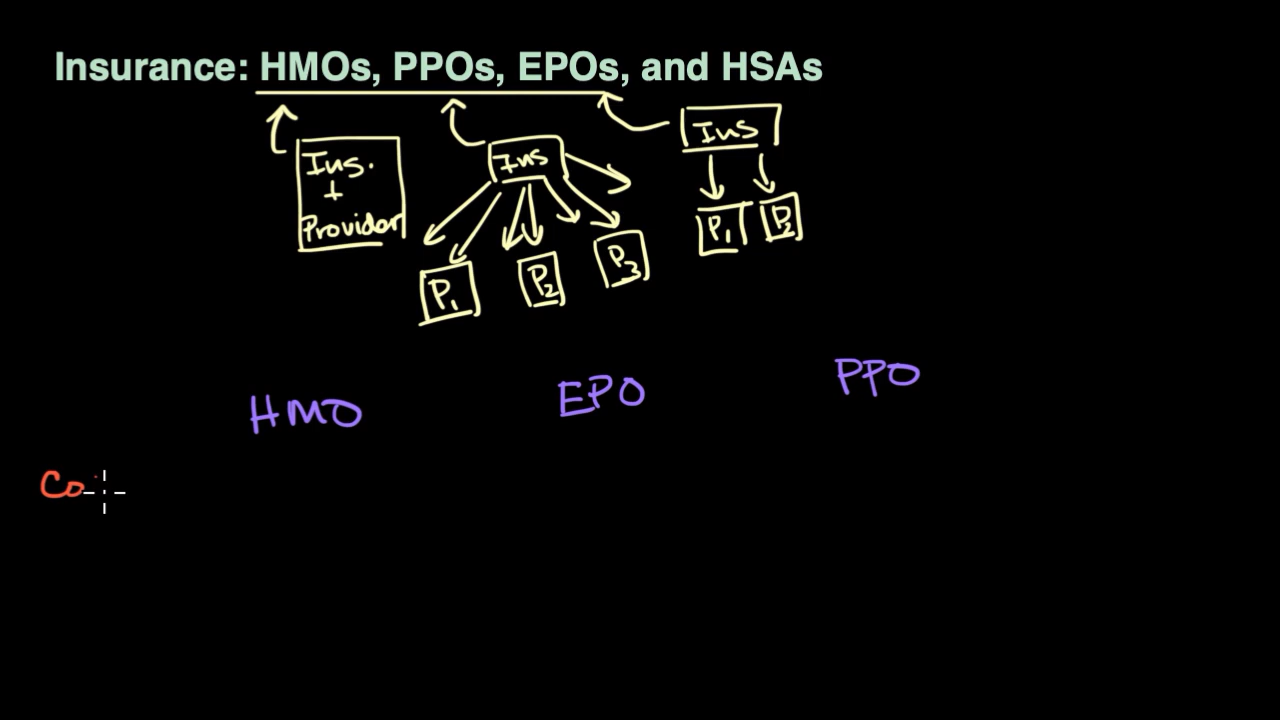 Insurance: HMOs, PPOs, EPOs, and HSAs
Ins.
+
Provider
Ins
P1
P2
P3
Ins
P1
P2
HMO
EPO
PPO
Co